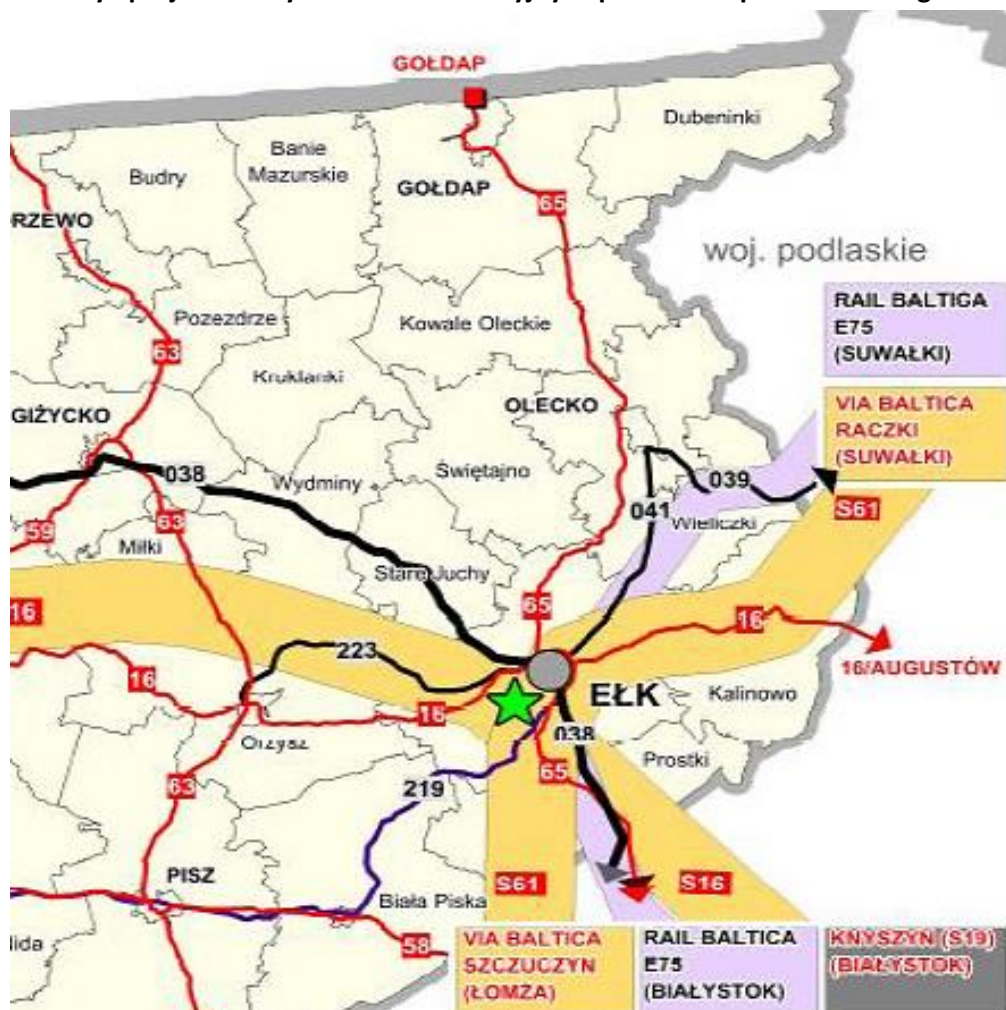 GOŁDAP
Dubeninki
Banie
Mazurskie
Budry
GOŁDAP
65
RZEWO
woj. podlaskie
RAIL BALTICA
E75
(SUWAŁKI)
Pozezdrze
Kowale Oleckie
63
Kruklanki
VIA BALTICA
RACZKI
(SUWAŁKI)
GIŻYCKO
OLECKO
038
Wydminy
Świętajno
039
041
S61
63
Wieliczki
59
Miłki
Stare Juchy
16
65
16
223
16/AUGUSTÓW
16
EŁK
Kalinowo
16
038
Orzysz
Prostki
65
63
219
PISZ
S61
S16
Biała Piska
58
ida
VIA BALTICA
SZCZUCZYN
(ŁOMŻA)
RAIL BALTICA
E75
(BIAŁYSTOK)
KNYSZYN (S19)
(BIAŁYSTOK)